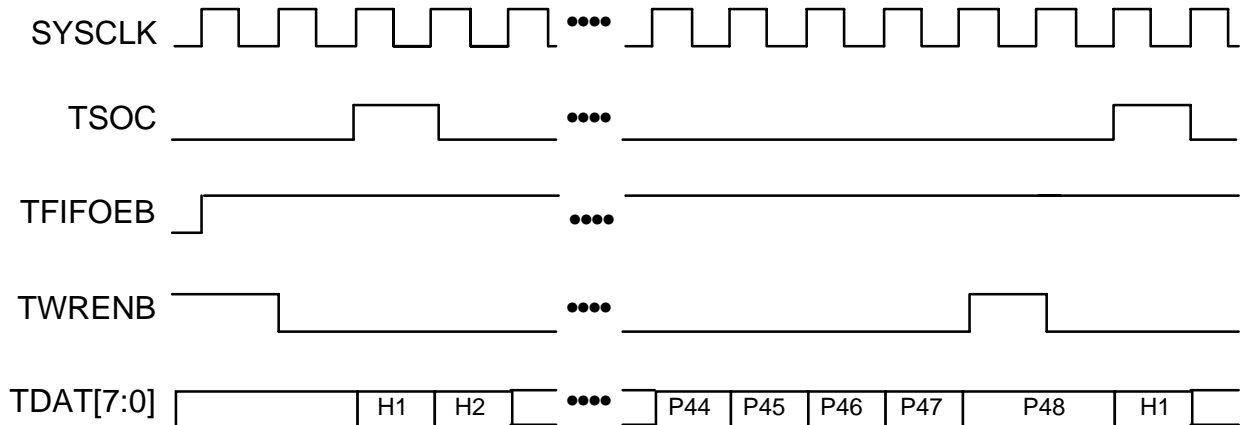 SYSCLK
TSOC
TFIFOEB
TWRENB
TDAT[7:0] H1 H2 P44 P45 P46 P47 P48 H1